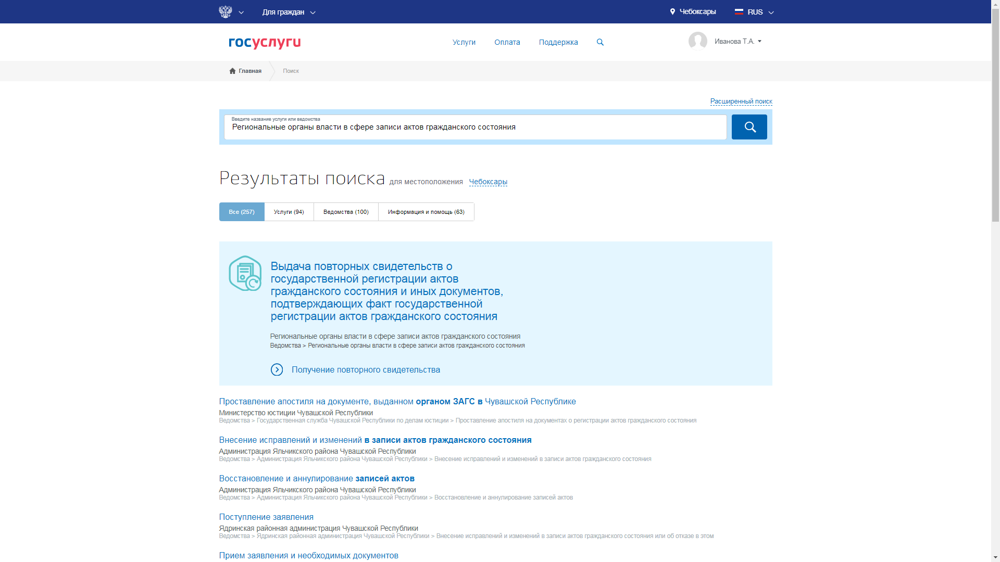 Для граждан
Чебоксары
RUS
госуслуги
Услуги
Оплата
Поддержка
Иванова Т.А.
Главная
Поиск
Расширенный поиск
Введите название услуги или ведомства
Региональные органы власти в сфере записи актов гражданского состояния
Результаты поиска для местоположения Чебоксары
Все (257)
Услуги (94)
Ведомства (100)
Информация и помощь (63)
Выдача повторных свидетельств о
государственной регистрации актов
гражданского состояния и иных документов,
подтверждающих факт государственной
регистрации актов гражданского состояния
Региональные органы власти в сфере записи актов гражданского состояния
Ведомства > Региональные органы власти в сфере записи актов гражданского состояния
Получение повторного свидетельства
Проставление апостиля на документе, выданном органом ЗАГС в Чувашской Республике
Министерство юстиции Чувашской Республики
Ведомства > Государственная служба Чувашской Республики по делам юстиции > Проставление апостиля на документах о регистрации актов гражданского состояния
Внесение исправлений и изменений в записи актов гражданского состояния
Администрация Яльчикского района Чувашской Республики
Ведомства > Администрация Яльчикского района Чувашской Республики > Внесение исправлений и изменений в записи актов гражданского состояния
Восстановление и аннулирование записей актов
Администрация Яльчикского района Чувашской Республики
Ведомства > Администрация Яльчикского района Чувашской Республики > Восстановление и аннулирование записей актов
Поступление заявления
Ядринская районная администрация Чувашской Республики
Ведомства > Ядринская районная администрация Чувашской Республики > Внесение исправлений и изменений в записи актов гражданского состояния или об отказе в этом
Прием заявления и необходимых документов